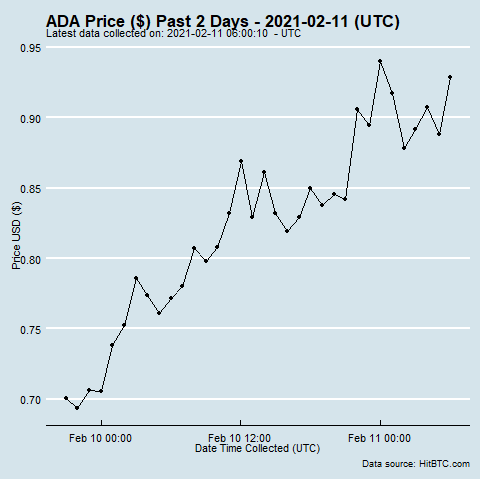 ADA Price ($) Past 2 Days - 2021-02-11 (UTC)
Latest data collected on: 2021-02-11 06:00:10  - UTC
0.95
0.90
0.85
0.80
0.75
0.70
Price USD ($)
Feb 10 00:00
Feb 10 12:00
Feb 11 00:00
Date Time Collected (UTC)
Data source: HitBTC.com